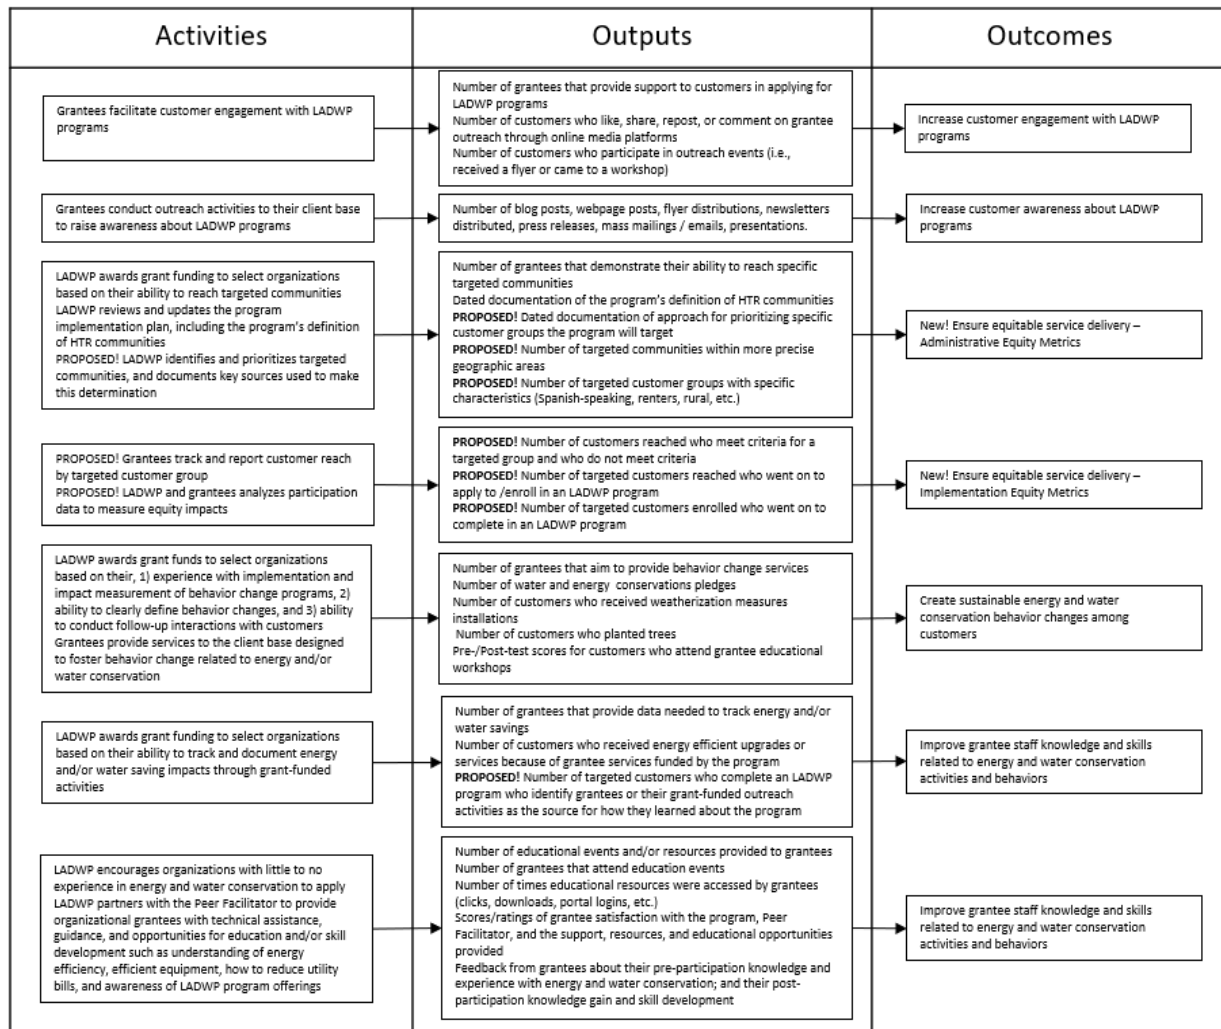 Activities
Outputs
Outcomes
Grantees facilitate customer engagement with LADWP
programs
Number of grantees that provide support to customers in applying for
LADWP programs
Number of customers who like, share, repost, or comment on grantee
outreach through online media platforms
Number of customers who participate in outreach events (i.e.,
received a flyer or came to a workshop)
Increase customer engagement with LADWP
programs
Grantees conduct outreach activities to their client base
to raise awareness about LADWP programs
Number of blog posts, webpage posts, flyer distributions, newsletters
distributed, press releases, mass mailings / emails, presentations.
Increase customer awareness about LADWP
programs
LADWP awards grant funding to select organizations
based on their ability to reach targeted communities
LADWP reviews and updates the program
implementation plan, including the program's definition
of HTR communities
PROPOSED! LADWP identifies and prioritizes targeted
communities, and documents key sources used to make
this determination
Number of grantees that demonstrate their ability to reach specific
targeted communities
Dated documentation of the program's definition of HTR communities
PROPOSED! Dated documentation of approach for prioritizing specific
customer groups the program will target
PROPOSED! Number of targeted communities within more precise
geographic areas
PROPOSED! Number of targeted customer groups with specific
characteristics (Spanish-speaking, renters, rural, etc.)
New! Ensure equitable service delivery –
Administrative Equity Metrics
PROPOSED! Grantees track and report customer reach
by targeted customer group
PROPOSED! LADWP and grantees analyzes participation
data to measure equity impacts
PROPOSED! Number of customers reached who meet criteria for a
targeted group and who do not meet criteria
PROPOSED! Number of targeted customers reached who went on to
apply to /enroll in an LADWP program
PROPOSED! Number of targeted customers enrolled who went on to
complete in an LADWP program
New! Ensure equitable service delivery –
Implementation Equity Metrics
LADWP awards grant funds to select organizations
based on their, 1) experience with implementation and
impact measurement of behavior change programs, 2)
ability to clearly define behavior changes, and 3) ability
to conduct follow-up interactions with customers
Grantees provide services to the client base designed
to foster behavior change related to energy and/or
water conservation
Number of grantees that aim to provide behavior change services
Number of water and energy conservations pledges
Number of customers who received weatherization measures
installations
Number of customers who planted trees
Pre-/Post-test scores for customers who attend grantee educational
workshops
Create sustainable energy and water
conservation behavior changes among
customers
LADWP awards grant funding to select organizations
based on their ability to track and document energy
and/or water saving impacts through grant-funded
activities
Number of grantees that provide data needed to track energy and/or
water savings
Number of customers who received energy efficient upgrades or
services because of grantee services funded by the program
PROPOSED! Number of targeted customers who complete an LADWP
program who identify grantees or their grant-funded outreach
activities as the source for how they learned about the program
Improve grantee staff knowledge and skills
related to energy and water conservation
activities and behaviors
LADWP encourages organizations with little to no
experience in energy and water conservation to apply
LADWP partners with the Peer Facilitator to provide
organizational grantees with technical assistance,
guidance, and opportunities for education and/or skill
development such as understanding of energy
efficiency, efficient equipment, how to reduce utility
bills, and awareness of LADWP program offerings
Number of educational events and/or resources provided to grantees
Number of grantees that attend education events
Number of times educational resources were accessed by grantees
(clicks, downloads, portal logins, etc.)
Scores/ratings of grantee satisfaction with the program, Peer
Facilitator, and the support, resources, and educational opportunities
provided
Feedback from grantees about their pre-participation knowledge and
experience with energy and water conservation; and their post-
participation knowledge gain and skill development
Improve grantee staff knowledge and skills
related to energy and water conservation
activities and behaviors